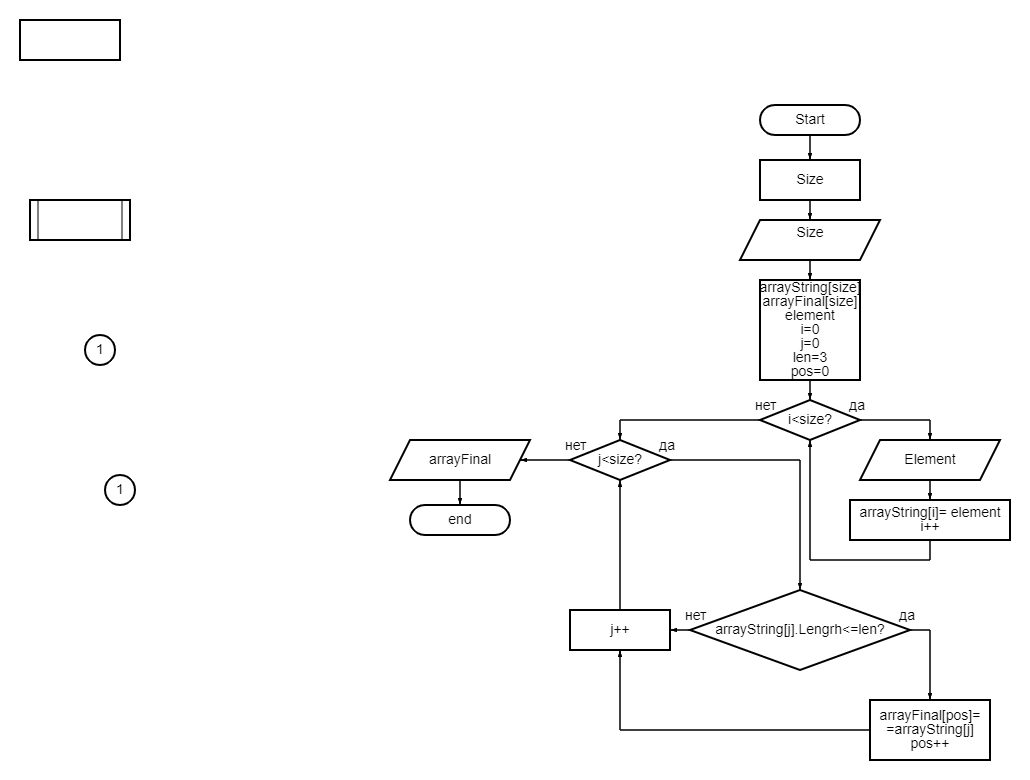 Start
Size
Size
arrayString[size]
arrayFinal[size]
element
i=0
j=0
len=3
pos=0
нет
i<size?
да
Element
arrayString[i]= element
i++
нет
j<size?
да
arrayFinal
end
1
1
нет
arrayString[j].Lengrh<=len?
да
j++
arrayFinal[pos]=
=arrayString[j]
pos++